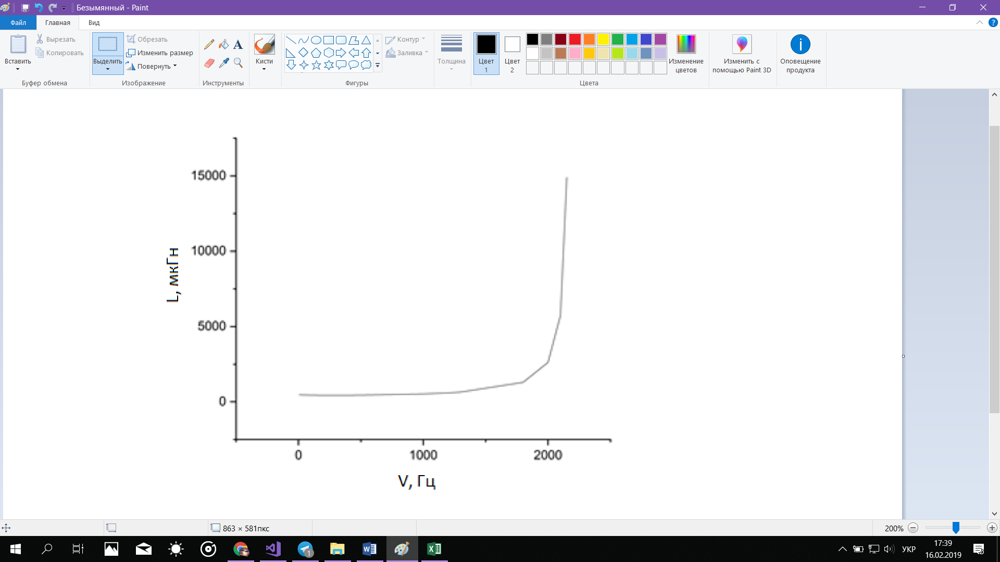 Безымянный - Paint
Файл Главная Вид
Вставить
Вырезать
Копировать
Буфер обмена
Выделить
Обрезать
Изменить размер
Повернуть
Изображение
A
Инструменты
Кисти
Контур
Заливка
Фигуры
Толщина
Цвет
1
Цвет
2
Изменение
цветов
Цвета
Изменить с
помощью Paint 3D
Оповещение
продукта
15000
10000
5000
0
L, мкГн
0 1000 2000
V, Гц
863 × 581пкс
200%
1
УКР
17:39
16.02.2019